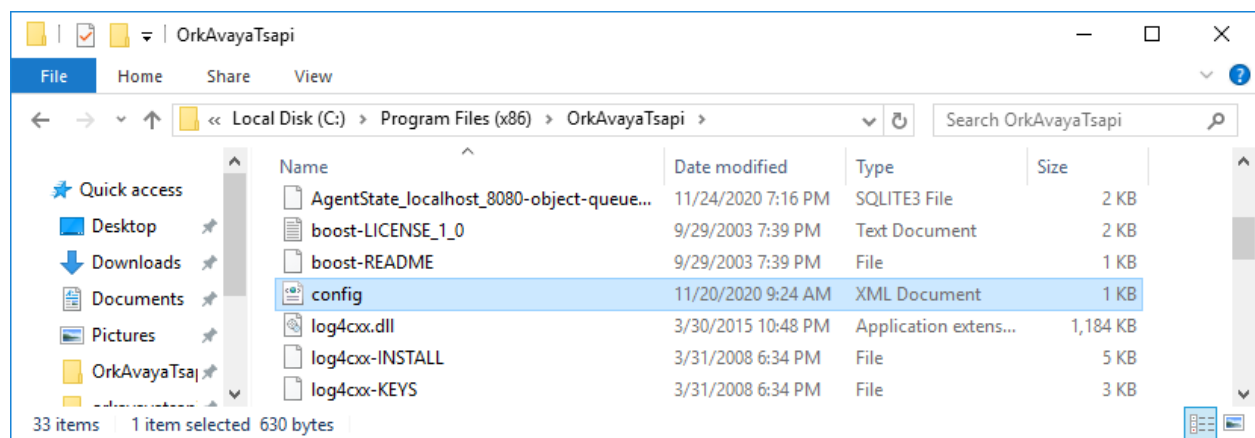 OrkAvayaTsapi
File Home Share View
« Local Disk (C:) > Program Files (x86) > OrkAvayaTsapi > Search OrkAvayaTsapi
Name Date modified Type Size
Quick access
AgentState_localhost_8080-object-queue... 11/24/2020 7:16 PM SQLITE3 File 2 KB
Desktop boost-LICENSE_1_0 9/29/2003 7:39 PM Text Document 2 KB
Downloads boost-README 9/29/2003 7:39 PM File 1 KB
Documents config 11/20/2020 9:24 AM XML Document 1 KB
Pictures log4cxx.dll 3/30/2015 10:48 PM Application extens... 1,184 KB
log4cxx-INSTALL 3/31/2008 6:34 PM File 5 KB
OrkAvayaTsa
log4cxx-KEYS 3/31/2008 6:34 PM File 3 KB
33 items 1 item selected 630 bytes